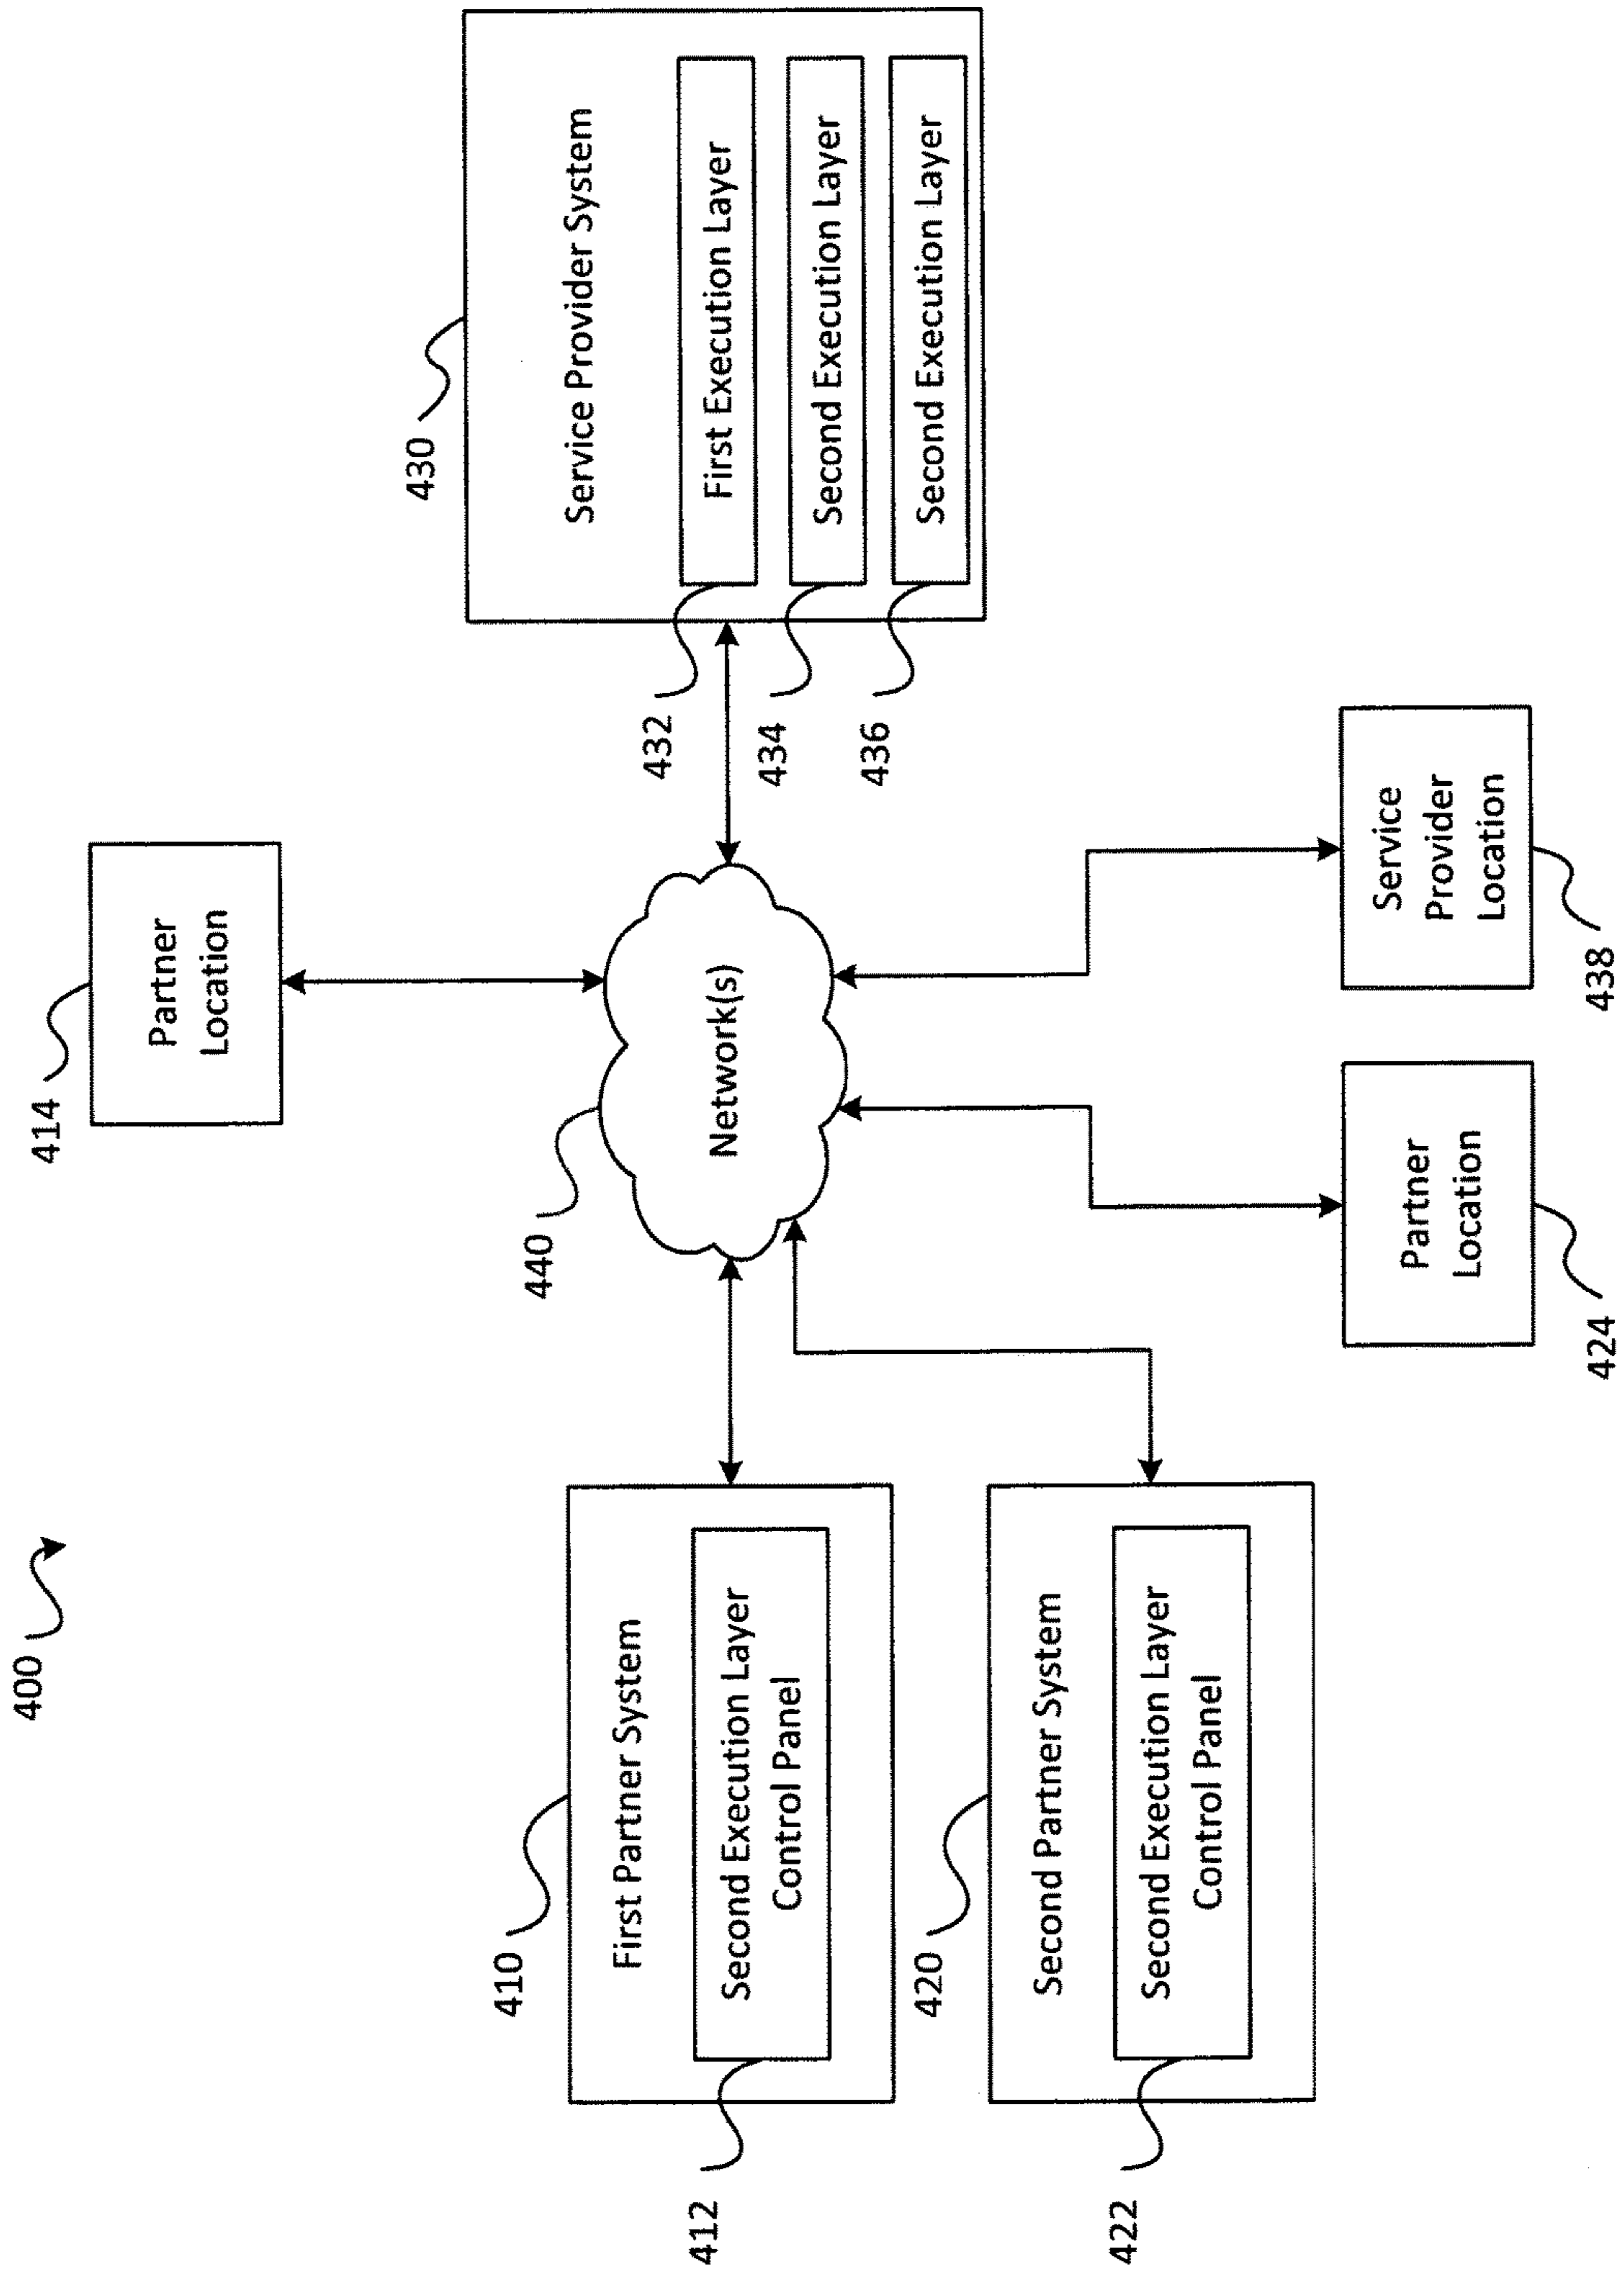 400
414
Partner
Location
430
Service Provider System
First Execution Layer
Second Execution Layer
Second Execution Layer
432
434
436
440
Network(s)
410
First Partner System
Second Execution Layer
Control Panel
412
420
Second Partner System
Second Execution Layer
Control Panel
422
Partner
Location
424
Service
Provider
Location
438